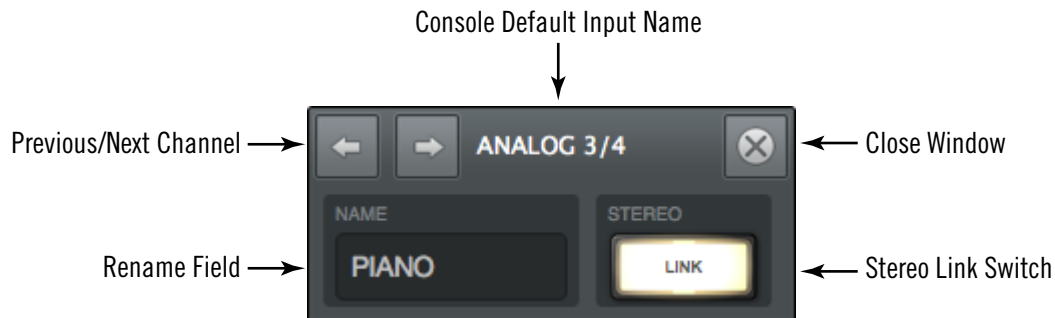 Console Default Input Name
Previous/Next Channel
ANALOG 3/4
Close Window
NAME
STEREO
Rename Field
PIANO
LINK
Stereo Link Switch